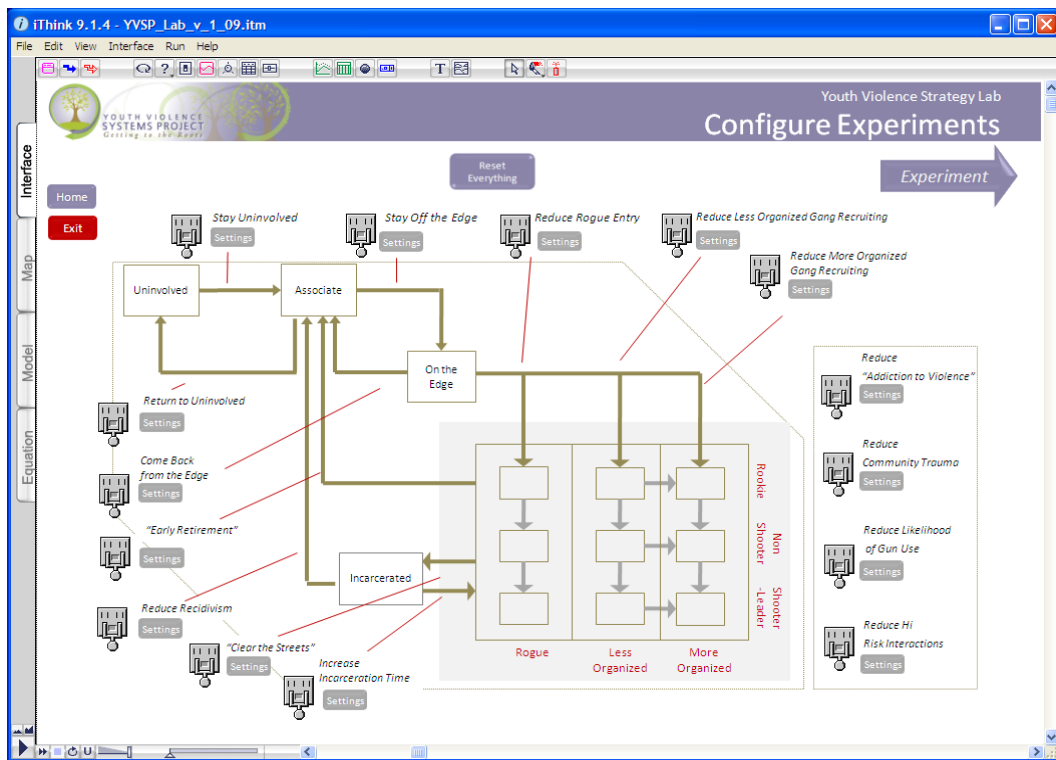 iThink 9.1.4 - YVSP_Lab_v_1_09.itm
File Edit View Interface Run Help
Youth Violence Strategy Lab
YOUTH VIOLENCE
SYSTEMS PROJECT
Getting to the Roots
Configure Experiments
Interface
Map
Model
Equation
Reset
Everything
Experiment
Home
Exit
Stay Uninvolved
Settings
Stay Off the Edge
Settings
Reduce Rogue Entry
Settings
Reduce Less Organized Gang Recruiting
Settings
Reduce More Organized
Gang Recruiting
Settings
Uninvolved
Associate
On the
Edge
Return to Uninvolved
Settings
Come Back
from the Edge
Settings
"Early Retirement"
Settings
Reduce Recidivism
Settings
"Clear the Streets"
Settings
Increase
Incarceration Time
Settings
Incarcerated
Rookie
Non
Shooter
Shooter
-Leader
Rogue
Less
Organized
More
Organized
Reduce
“Addiction to Violence”
Settings
Reduce
Community Trauma
Settings
Reduce Likelihood
of Gun Use
Settings
Reduce Hi
Risk Interactions
Settings